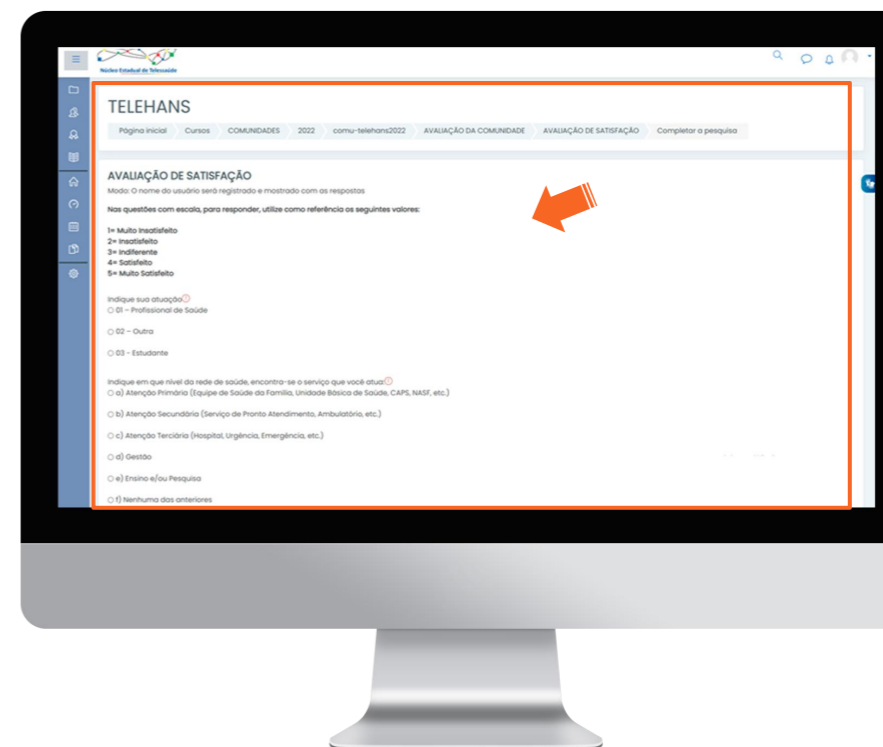 Núcleo Estadual de Telessaúde
TELEHANS
Página inicial Cursos COMUNIDADES 2022 comu-telehans2022 AVALIAÇÃO DA COMUNIDADE AVALIAÇÃO DE SATISFAÇÃO Completar a pesquisa
AVALIAÇÃO DE SATISFAÇÃO
Modo: O nome do usuário será registrado e mostrado com as respostas
Nas questões com escala, para responder, utilize como referência os seguintes valores:
1= Muito Insatisfeito
2= Insatisfeito
3= Indiferente
4= Satisfeito
5= Muito Satisfeito
Indique sua atuação
01 - Profissional de Saúde
02 - Outra
03 - Estudante
Indique em que nível da rede de saúde, encontra-se o serviço que você atua:
a) Atenção Primária (Equipe de Saúde da Família, Unidade Básica de Saúde, CAPS, NASF, etc.)
b) Atenção Secundária (Serviço de Pronto Atendimento, Ambulatório, etc.)
c) Atenção Terciária (Hospital, Urgência, Emergência, etc.)
d) Gestão
e) Ensino e/ou Pesquisa
f) Nenhuma das anteriores